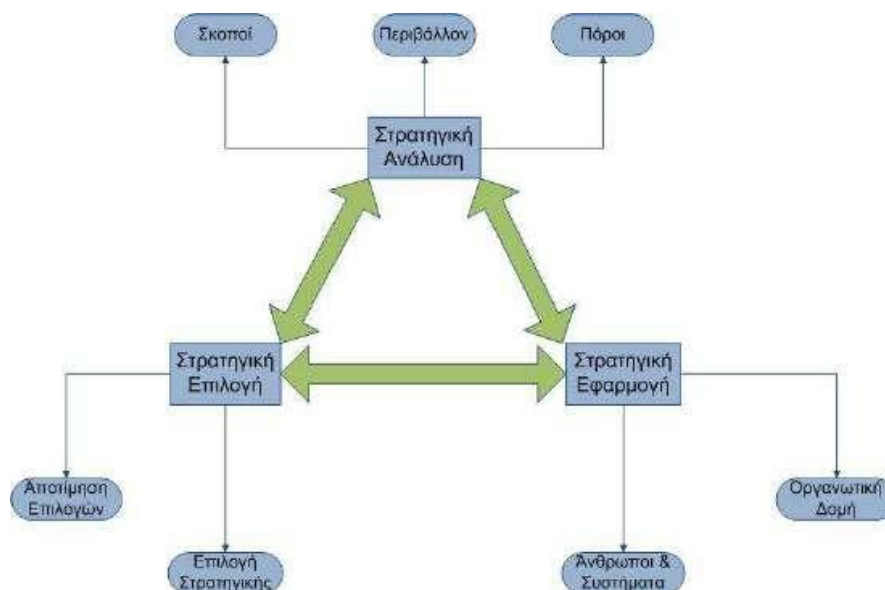 Σκοποί
Περιβάλλον
Πόροι
Στρατηγική
Ανάλυση
Στρατηγική
Επιλογή
Στρατηγική
Εφαρμογή
Αποτίμηση
Επιλογών
Οργανωτική
Δομή
Επιλογή
Στρατηγικής
Άνθρωποι &
Συστήματα